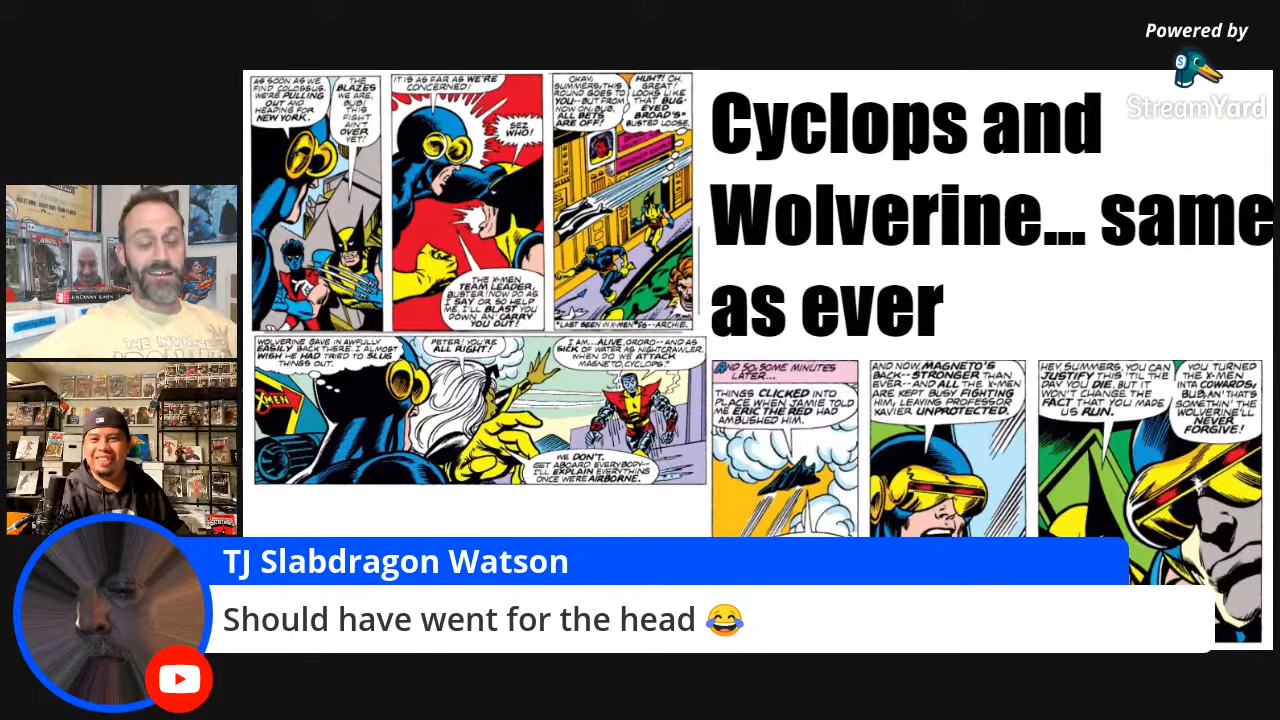 Powered by
StreamYard
AS SOON AS WE
FIND COLOSSUS,
WE'RE PULLING
OUT AND
HEADING FOR
NEW YORK.
THE
BLAZES
WE ARE,
BUB!
THIS
FIGHT
AIN'T
OVER
YET!
IT IS AS FAR AS WE'RE
CONCERNED!
SEZ
WHO!
THE X-MEN
TEAM LEADER,
BUSTER! NOW DO AS
I SAY OR SO HELP
ME, I'LL BLAST YOU
DOWN AN' CARRY
YOU OUT!
OKAY,
SUMMERS, THIS
ROUND GOES TO
YOU--BUT FROM
NOW ON, BUB,
ALL BETS
ARE OFF!
HUH?! OH,
GREAT!
LOOKS LIKE
THAT BUG-
EYED
BROAD'S*
BUSTED LOOSE.
*LAST SEEN IN X-MEN #96--ARCHIE.
Cyclops and
Wolverine... same
as ever
WOLVERINE GAVE IN AWFULLY
EASILY BACK THERE. I ALMOST
WISH HE HAD TRIED TO SLUG
THINGS OUT.
PETER! YOU'RE
ALL RIGHT!
I AM... ALIVE, ORORO--AND AS
SICK OF WATER AS NIGHTCRAWLER.
WHEN DO WE ATTACK
MAGNETO, CYCLOPS?
X-MEN
WE DON'T.
GET ABOARD EVERYBODY--
I'LL EXPLAIN EVERYTHING
ONCE WE'RE AIRBORNE.
AND SO, SOME MINUTES
LATER...
THINGS CLICKED INTO
PLACE WHEN JAMIE TOLD
ME ERIC THE RED HAD
AMBUSHED HIM.
AND NOW, MAGNETO'S
BACK--STRONGER THAN
EVER--AND ALL THE X-MEN
ARE KEPT BUSY FIGHTING
HIM, LEAVING PROFESSOR
XAVIER UNPROTECTED.
HEY, SUMMERS, YOU CAN
JUSTIFY THIS 'TIL THE
DAY YOU DIE, BUT IT
WON'T CHANGE THE
FACT THAT YOU MADE
US RUN.
YOU TURNED
THE X-MEN
INTA COWARDS,
BUB, AN' THAT'S
SOMETHIN' THE
WOLVERINE'LL
NEVER
FORGIVE!
UNCANNY X-MEN
TJ Slabdragon Watson
Should have went for the head 😂